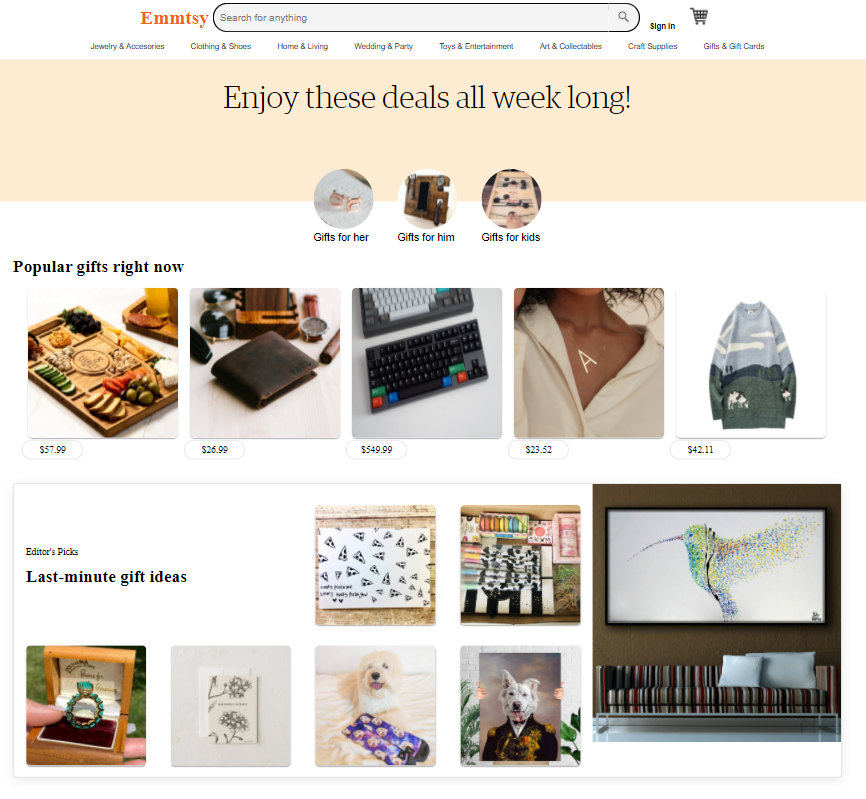 Emmtsy
Search for anything
Sign in
Jewelry & Accesories
Clothing & Shoes
Home & Living
Wedding & Party
Toys & Entertainment
Art & Collectables
Craft Supplies
Gifts & Gift Cards
Enjoy these deals all week long!
Gifts for her
Gifts for him
Gifts for kids
Popular gifts right now
A
$57.99
$26.99
$549.99
$23.52
$42.11
Editor's Picks
Last-minute gift ideas